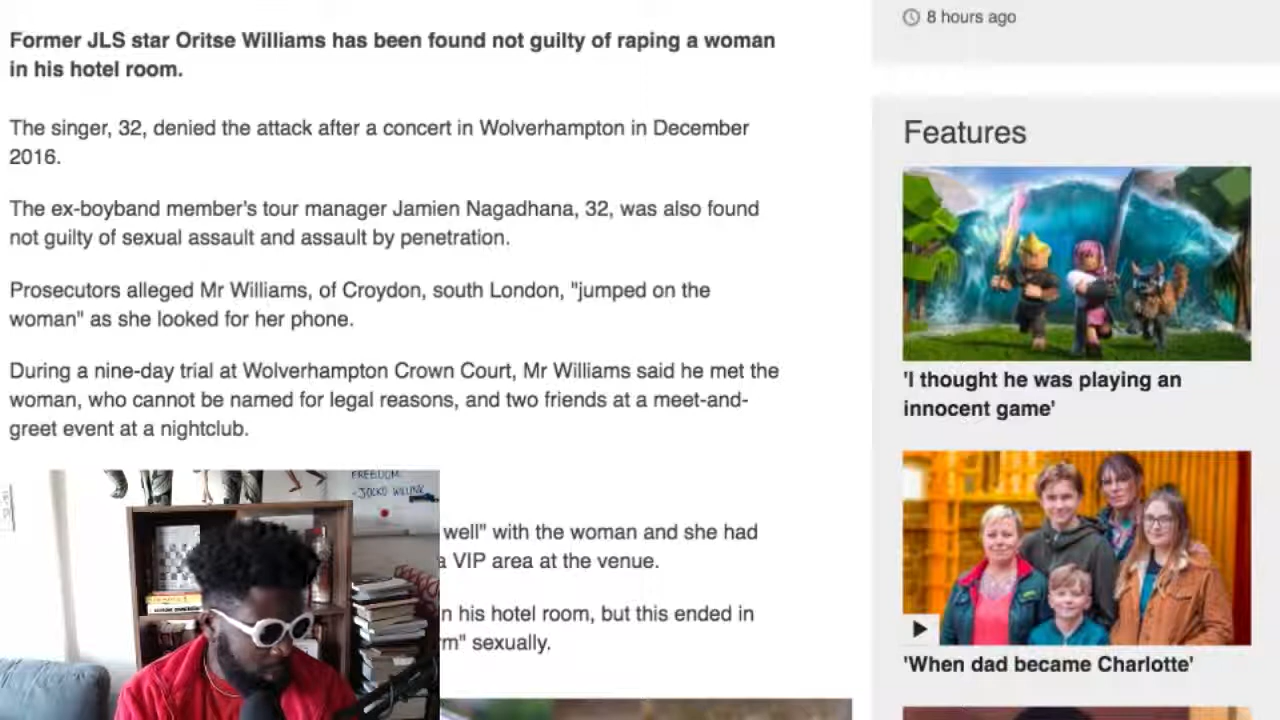 Former JLS star Oritse Williams has been found not guilty of raping a woman
in his hotel room.
The singer, 32, denied the attack after a concert in Wolverhampton in December
2016.
The ex-boyband member's tour manager Jamien Nagadhana, 32, was also found
not guilty of sexual assault and assault by penetration.
Prosecutors alleged Mr Williams, of Croydon, south London, "jumped on the
woman" as she looked for her phone.
During a nine-day trial at Wolverhampton Crown Court, Mr Williams said he met the
woman, who cannot be named for legal reasons, and two friends at a meet-and-
greet event at a nightclub.
well" with the woman and she had
a VIP area at the venue.
n his hotel room, but this ended in
rm" sexually.
FREEDOM.
- JOCKO WILLINK
8 hours ago
Features
'I thought he was playing an
innocent game'
'When dad became Charlotte'